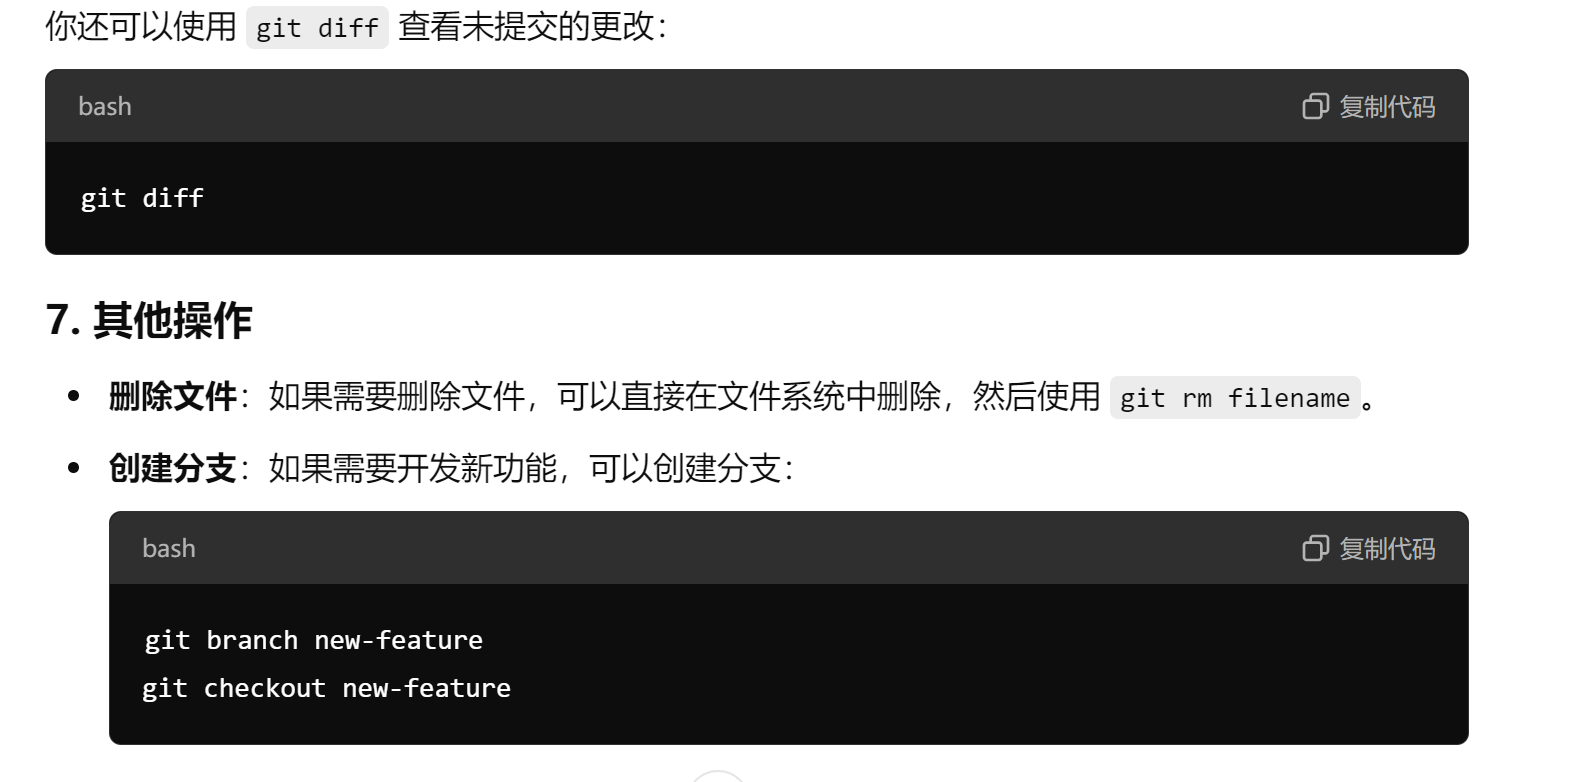 你还可以使用 git diff 查看未提交的更改：
bash
复制代码
git diff
7. 其他操作
删除文件：如果需要删除文件，可以直接在文件系统中删除，然后使用 git rm filename。
创建分支：如果需要开发新功能，可以创建分支：
bash
复制代码
git branch new-feature
git checkout new-feature